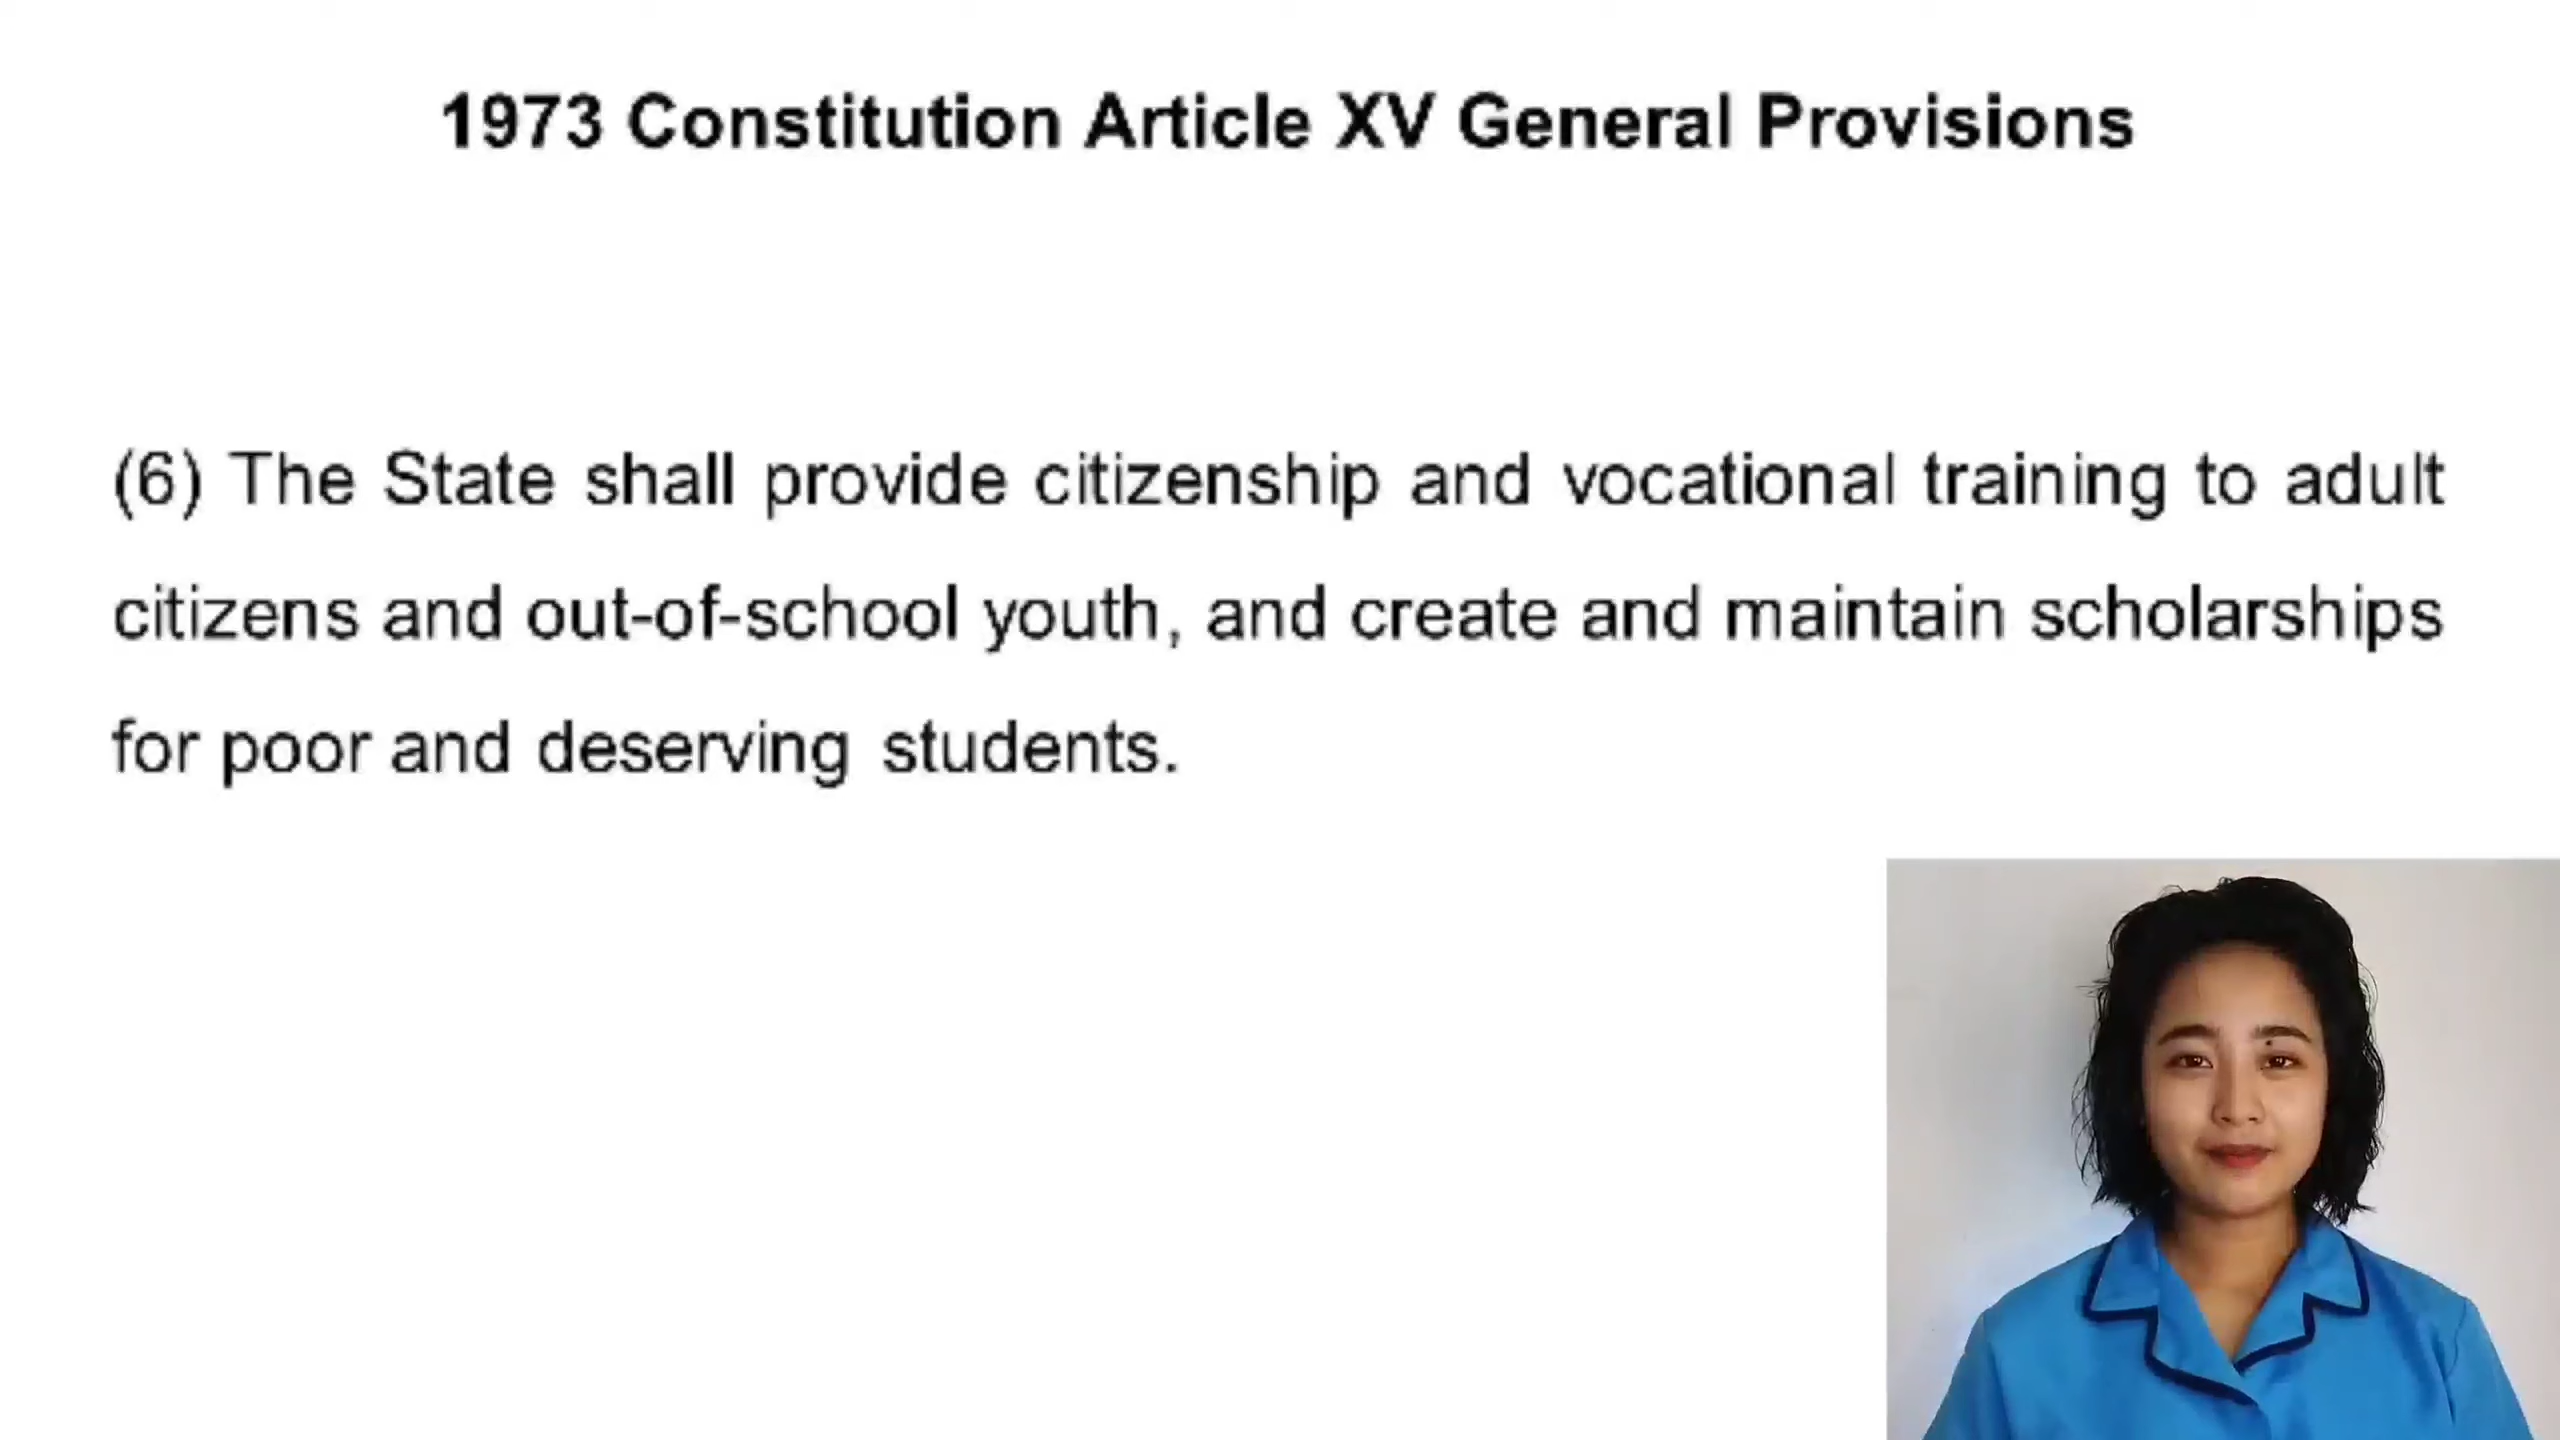 1973 Constitution Article XV General Provisions
(6) The State shall provide citizenship and vocational training to adult
citizens and out-of-school youth, and create and maintain scholarships
for poor and deserving students.